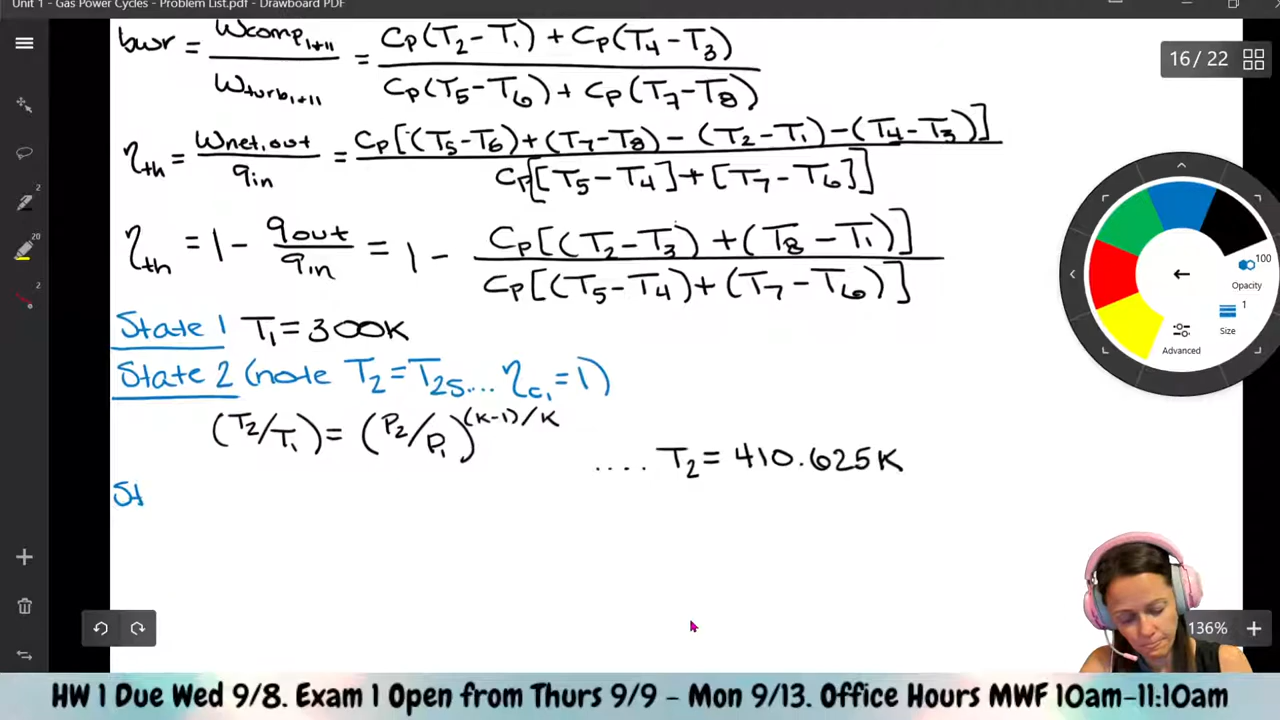 Unit 1 - Gas Power Cycles - Problem List.pdf - Drawboard PDF
16 / 22
bwr = Wcomp, I+II / Wturb, I+II = Cp(T2-T1) + Cp(T4-T3) / Cp(T5-T6) + Cp(T7-T8)
ηth = Wnet,out / qin = Cp[(T5-T6)+(T7-T8) - (T2-T1)-(T4-T3)] / Cp[[T5-T4]+[T7-T6]]
ηth = 1 - qout / qin = 1 - Cp[(T2-T3)+(T8-T1)] / Cp[(T5-T4)+(T7-T6)]
State 1 T1=300K
State 2 (note T2=T2s.... ηc1=1)
(T2/T1) = (P2/P1)^(K-1)/K
.... T2= 410.625K
St
2
20
2
100
Opacity
1
Size
Advanced
136%
HW 1 Due Wed 9/8. Exam 1 Open from Thurs 9/9 - Mon 9/13. Office Hours MWF 10am-11:10am